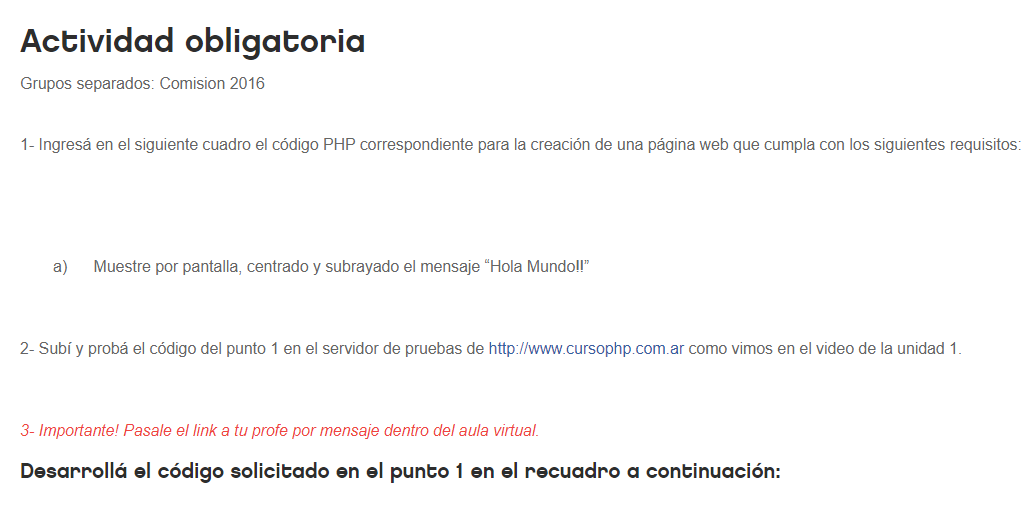 Actividad obligatoria
Grupos separados: Comision 2016
1- Ingresá en el siguiente cuadro el código PHP correspondiente para la creación de una página web que cumpla con los siguientes requisitos:
a) Muestre por pantalla, centrado y subrayado el mensaje “Hola Mundo!!”
2- Subí y probá el código del punto 1 en el servidor de pruebas de http://www.cursophp.com.ar como vimos en el video de la unidad 1.
3- Importante! Pasale el link a tu profe por mensaje dentro del aula virtual.
Desarrollá el código solicitado en el punto 1 en el recuadro a continuación: